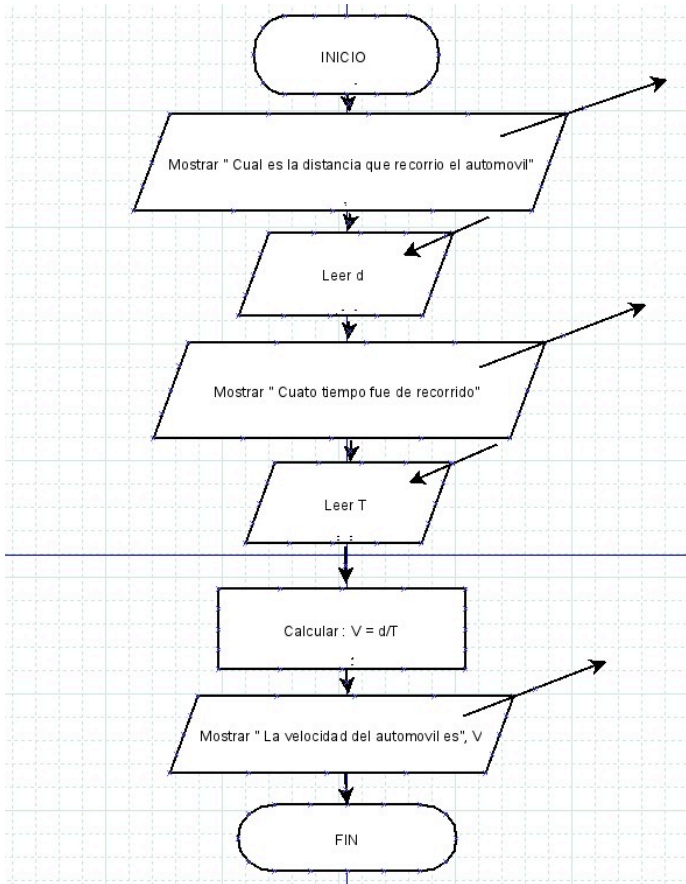 INICIO
Mostrar " Cual es la distancia que recorrio el automovil"
Leer d
Mostrar " Cuato tiempo fue de recorrido"
Leer T
Calcular : V = d/T
Mostrar " La velocidad del automovil es", V
FIN